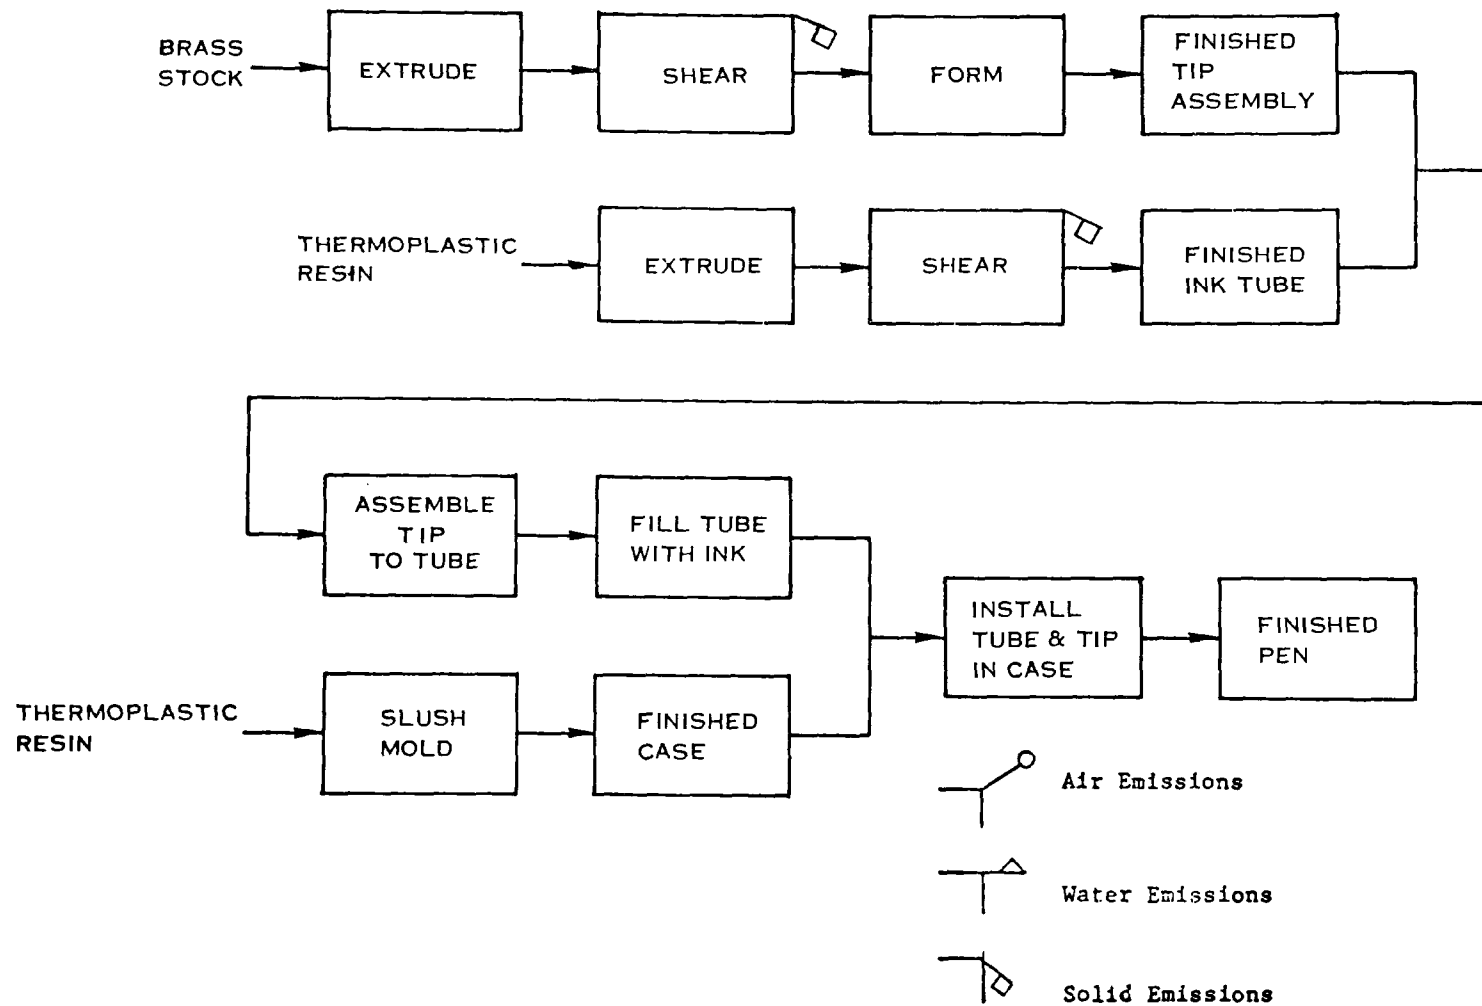 BRASS
STOCK
EXTRUDE
SHEAR
FORM
FINISHED
TIP
ASSEMBLY
THERMOPLASTIC
RESIN
EXTRUDE
SHEAR
FINISHED
INK TUBE
ASSEMBLE
TIP
TO TUBE
FILL TUBE
WITH INK
INSTALL
TUBE & TIP
IN CASE
FINISHED
PEN
THERMOPLASTIC
RESIN
SLUSH
MOLD
FINISHED
CASE
Air Emissions
Water Emissions
Solid Emissions